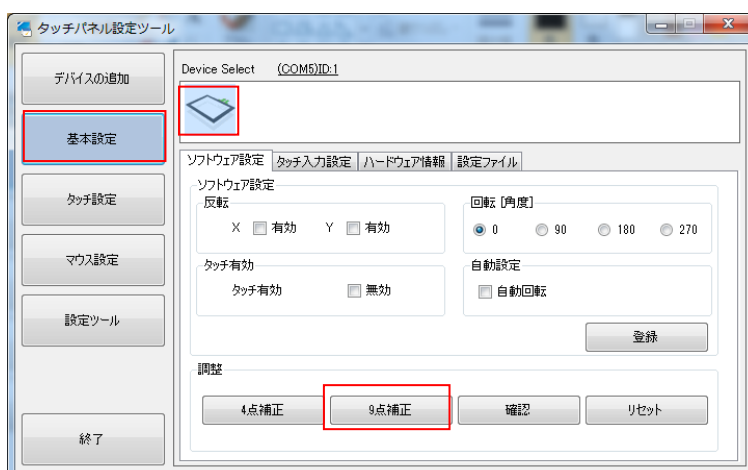 タッチパネル設定ツール
デバイスの追加
基本設定
タッチ設定
マウス設定
設定ツール
終了
Device Select (COM5)ID:1
ソフトウェア設定 タッチ入力設定 ハードウェア情報 設定ファイル
ソフトウェア設定
反転
X 有効 Y 有効
回転 [角度]
0 90 180 270
タッチ有効
タッチ有効 無効
自動設定
自動回転
登録
調整
4点補正 9点補正 確認 リセット